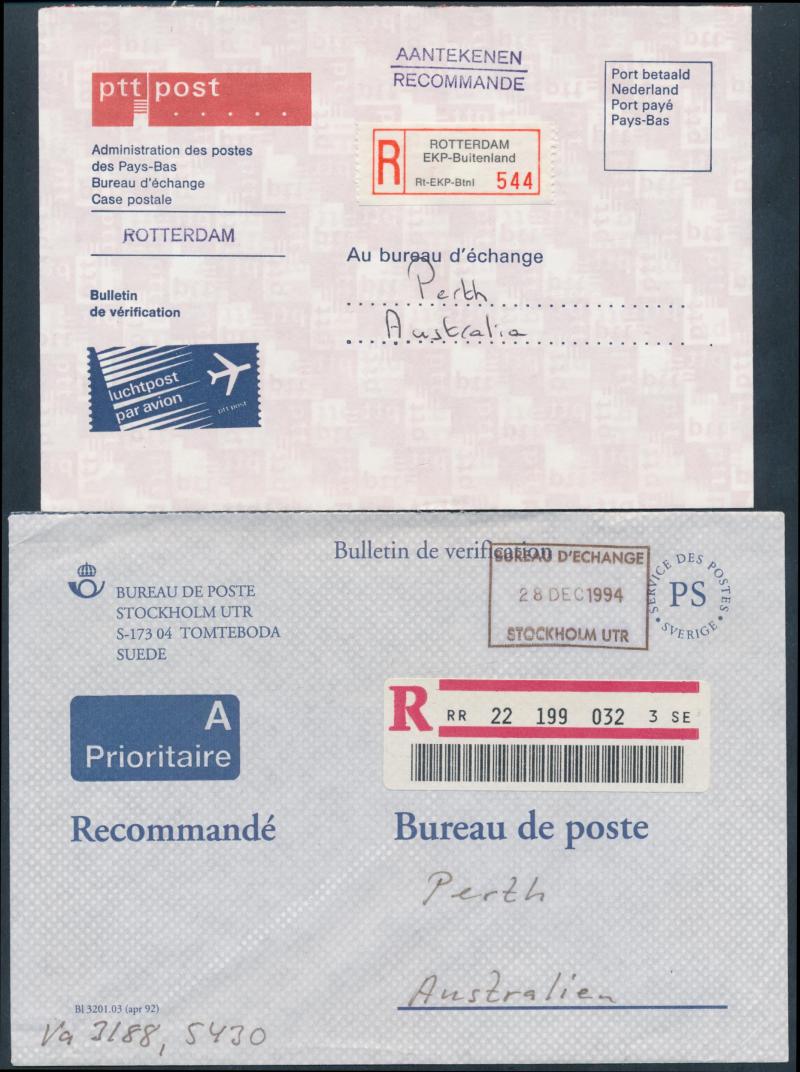 ptt post
AANTEKENEN
RECOMMANDE
Port betaald
Nederland
Port payé
Pays-Bas
R
ROTTERDAM
EKP-Buitenland
Rt-EKP-Btnl 544
Administration des postes
des Pays-Bas
Bureau d'échange
Case postale
ROTTERDAM
Au bureau d'échange
Perth
Australia
Bulletin
de vérification
luchtpost
par avion
ptt post
Bulletin de verification
BUREAU D'ECHANGE
28 DEC 1994
STOCKHOLM UTR
SERVICE DES POSTES
PS
• SVERIGE •
BUREAU DE POSTE
STOCKHOLM UTR
S-173 04 TOMTEBODA
SUEDE
A
Prioritaire
R RR 22 199 032 3 SE
Recommandé
Bureau de poste
Perth
Australien
Bl 3201.03 (apr 92)
Va 3188, 5430